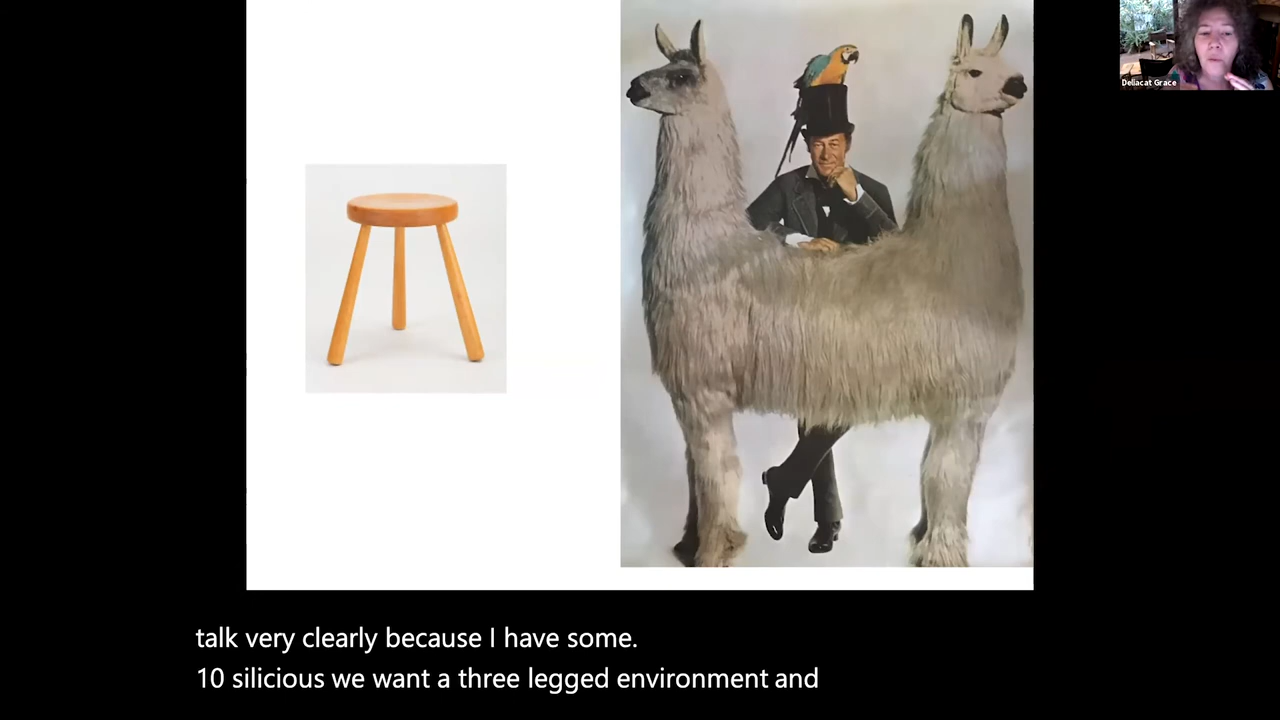 Deliacat Grace
talk very clearly because I have some.
10 silicious we want a three legged environment and